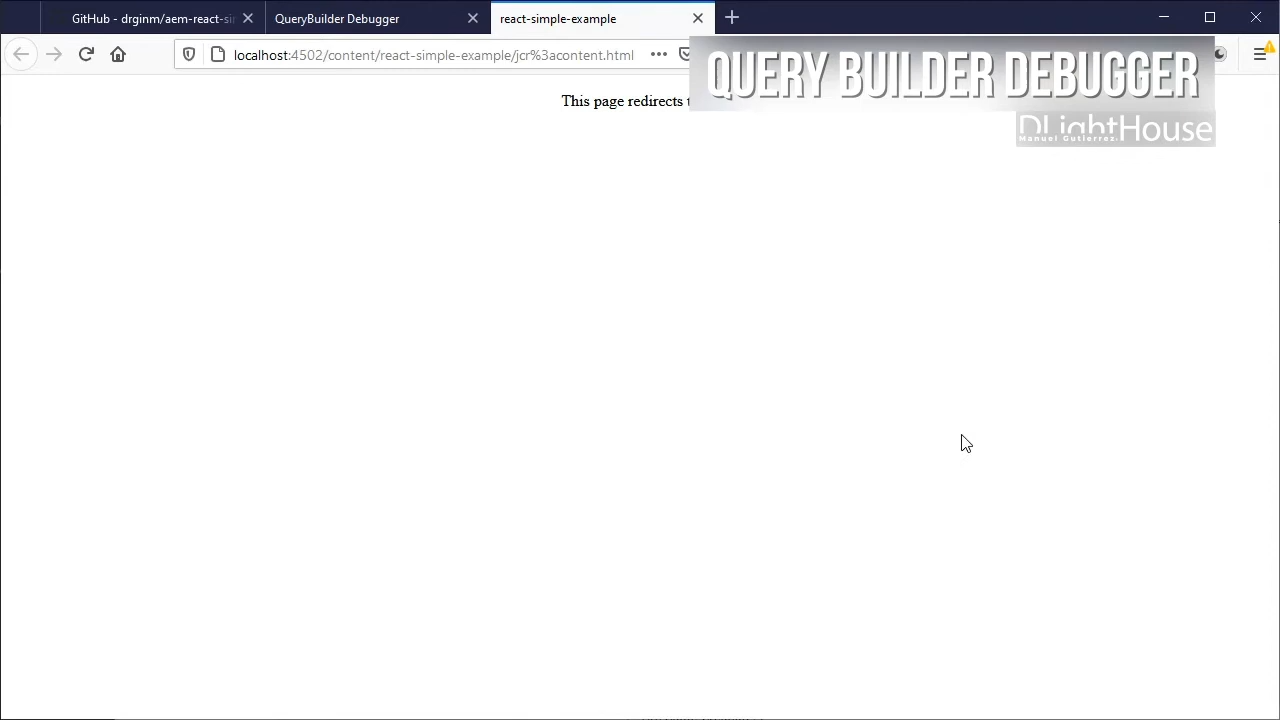 GitHub - drginm/aem-react-si
QueryBuilder Debugger
react-simple-example
localhost:4502/content/react-simple-example/jcr%3acontent.html
QUERY BUILDER DEBUGGER
This page redirects
DLightHouse
Manuel Gutierrez.